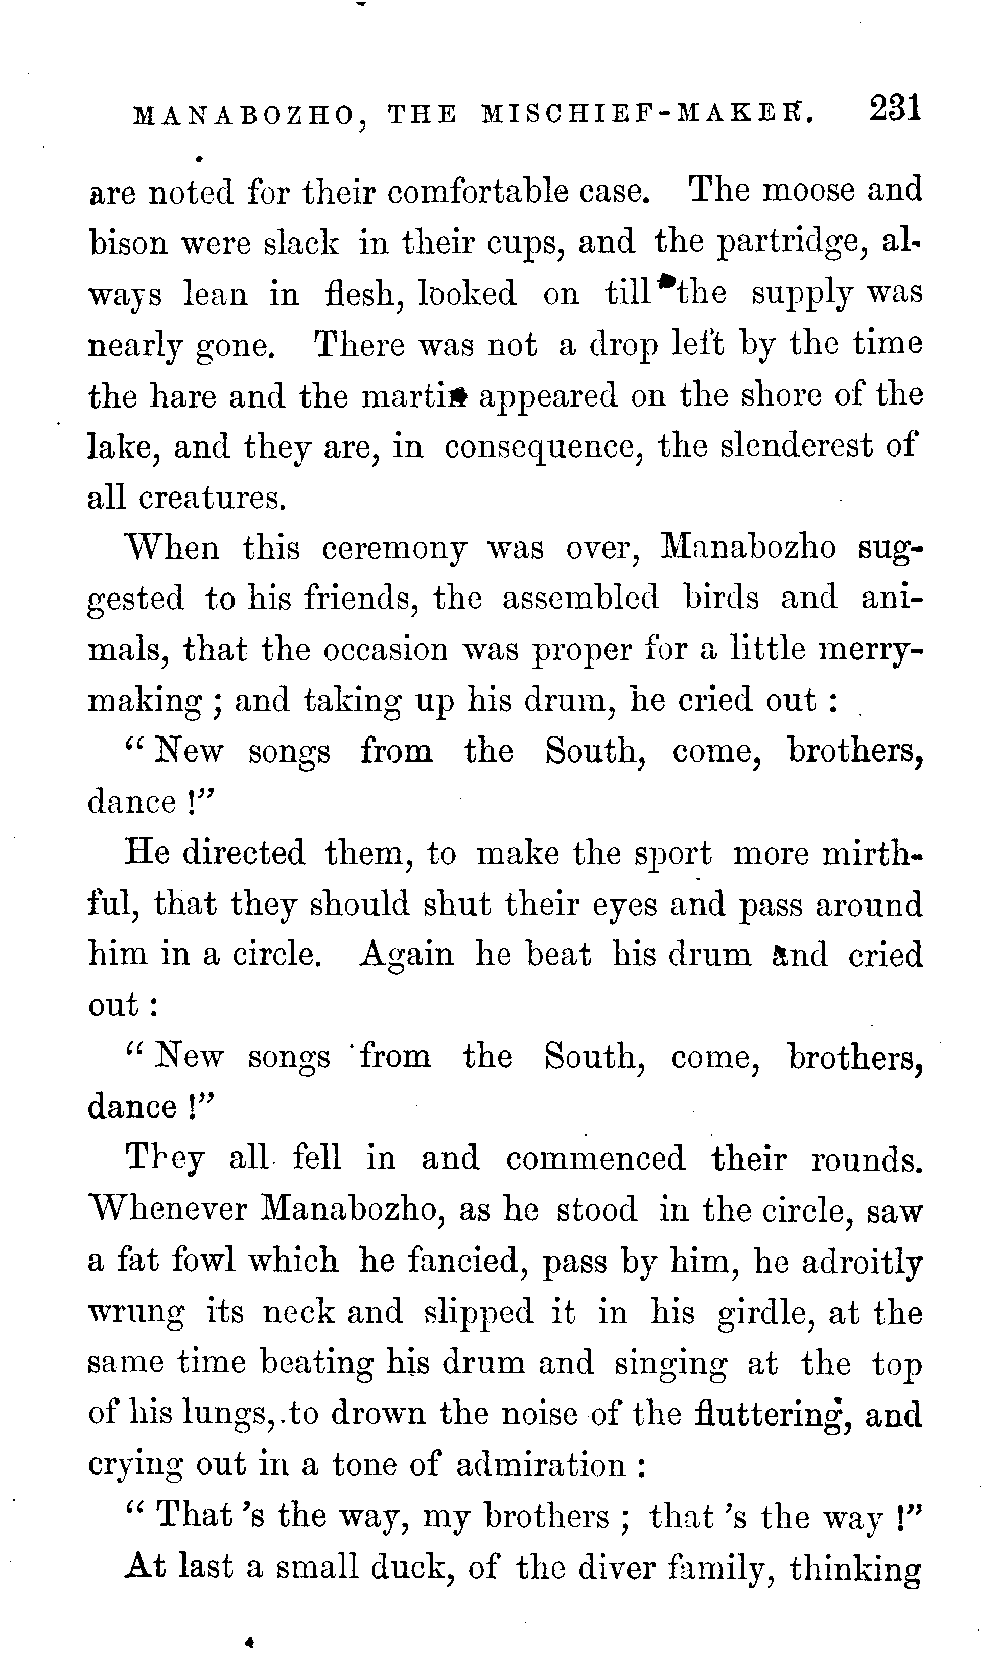 MANABOZHO, THE MISCHIEF-MAKER. 231
are noted for their comfortable case. The moose and
bison were slack in their cups, and the partridge, al-
ways lean in flesh, looked on till the supply was
nearly gone. There was not a drop left by the time
the hare and the martin appeared on the shore of the
lake, and they are, in consequence, the slenderest of
all creatures.
When this ceremony was over, Manabozho sug-
gested to his friends, the assembled birds and ani-
mals, that the occasion was proper for a little merry-
making ; and taking up his drum, he cried out :
“ New songs from the South, come, brothers,
dance !”
He directed them, to make the sport more mirth-
ful, that they should shut their eyes and pass around
him in a circle. Again he beat his drum and cried
out :
“ New songs from the South, come, brothers,
dance !”
They all fell in and commenced their rounds.
Whenever Manabozho, as he stood in the circle, saw
a fat fowl which he fancied, pass by him, he adroitly
wrung its neck and slipped it in his girdle, at the
same time beating his drum and singing at the top
of his lungs, to drown the noise of the fluttering, and
crying out in a tone of admiration :
“ That 's the way, my brothers ; that 's the way !”
At last a small duck, of the diver family, thinking